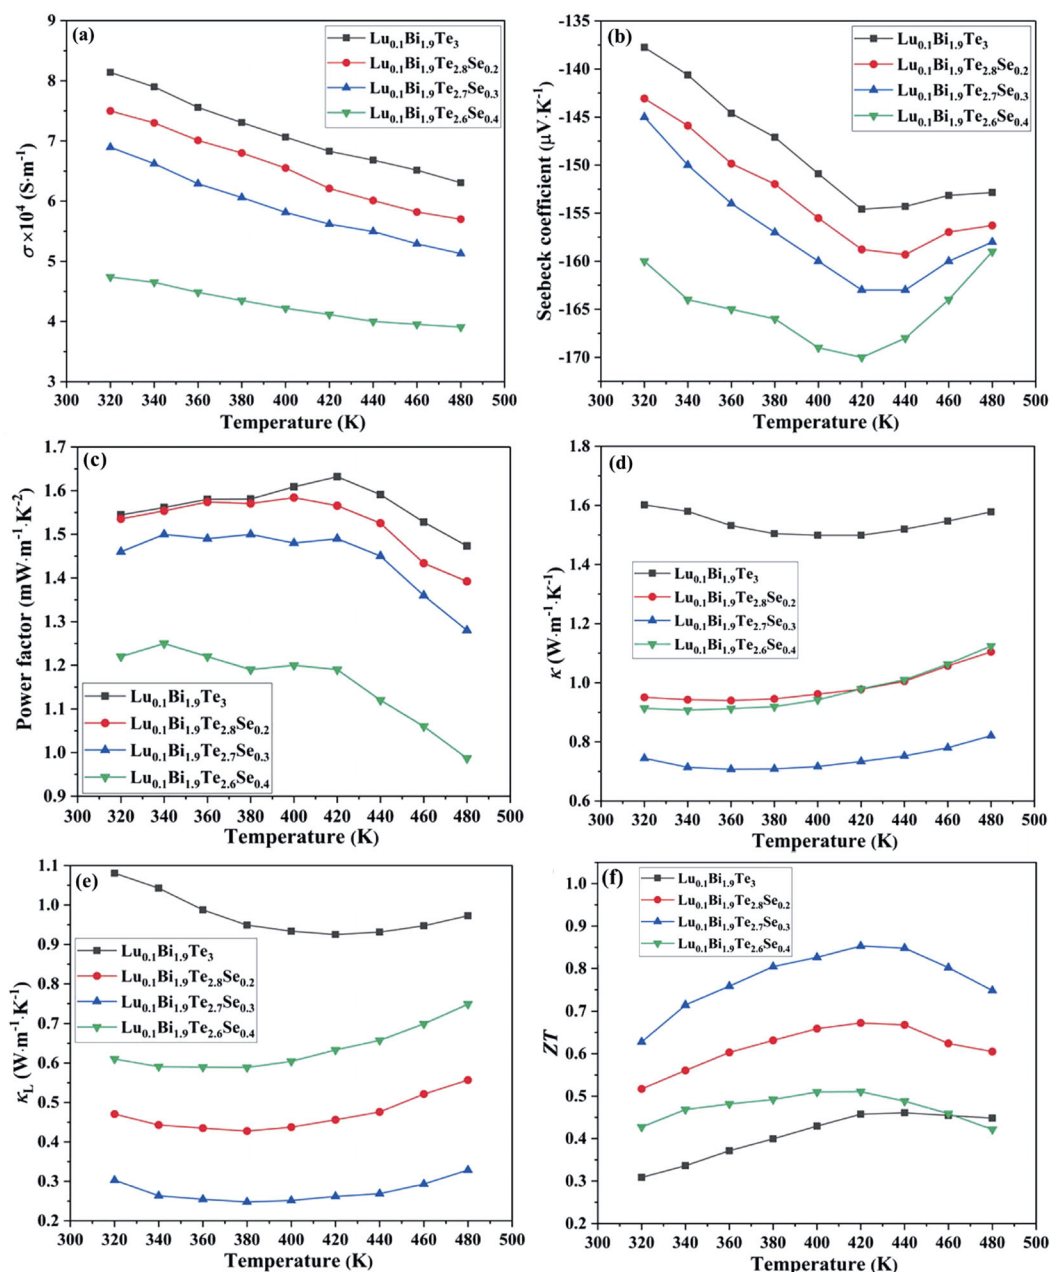 (a)
Lu0.1Bi1.9Te3
Lu0.1Bi1.9Te2.8Se0.2
Lu0.1Bi1.9Te2.7Se0.3
Lu0.1Bi1.9Te2.6Se0.4
σ×10⁴ (S·m⁻¹)
9
8
7
6
5
4
3
300 320 340 360 380 400 420 440 460 480 500
Temperature (K)
(b)
Lu0.1Bi1.9Te3
Lu0.1Bi1.9Te2.8Se0.2
Lu0.1Bi1.9Te2.7Se0.3
Lu0.1Bi1.9Te2.6Se0.4
Seebeck coefficient (μV·K⁻¹)
-135
-140
-145
-150
-155
-160
-165
-170
300 320 340 360 380 400 420 440 460 480 500
Temperature (K)
(c)
Power factor (mW·m⁻¹·K⁻²)
1.7
1.6
1.5
1.4
1.3
1.2
1.1
1.0
0.9
Lu0.1Bi1.9Te3
Lu0.1Bi1.9Te2.8Se0.2
Lu0.1Bi1.9Te2.7Se0.3
Lu0.1Bi1.9Te2.6Se0.4
300 320 340 360 380 400 420 440 460 480 500
Temperature (K)
(d)
κ (W·m⁻¹·K⁻¹)
1.8
1.6
1.4
1.2
1.0
0.8
0.6
Lu0.1Bi1.9Te3
Lu0.1Bi1.9Te2.8Se0.2
Lu0.1Bi1.9Te2.7Se0.3
Lu0.1Bi1.9Te2.6Se0.4
300 320 340 360 380 400 420 440 460 480 500
Temperature (K)
(e)
κL (W·m⁻¹·K⁻¹)
1.1
1.0
0.9
0.8
0.7
0.6
0.5
0.4
0.3
0.2
Lu0.1Bi1.9Te3
Lu0.1Bi1.9Te2.8Se0.2
Lu0.1Bi1.9Te2.7Se0.3
Lu0.1Bi1.9Te2.6Se0.4
300 320 340 360 380 400 420 440 460 480 500
Temperature (K)
(f)
Lu0.1Bi1.9Te3
Lu0.1Bi1.9Te2.8Se0.2
Lu0.1Bi1.9Te2.7Se0.3
Lu0.1Bi1.9Te2.6Se0.4
ZT
1.0
0.9
0.8
0.7
0.6
0.5
0.4
0.3
0.2
300 320 340 360 380 400 420 440 460 480 500
Temperature (K)